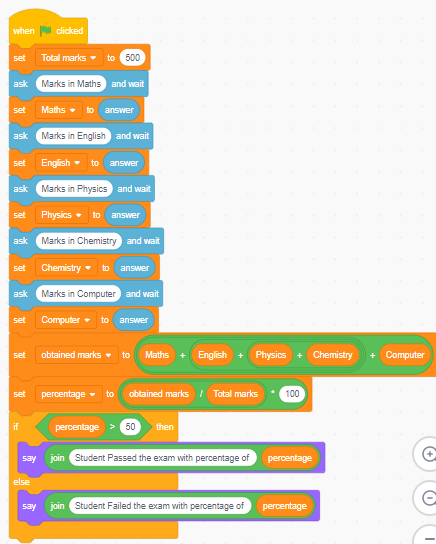 when clicked
set Total marks to 500
ask Marks in Maths and wait
set Maths to answer
ask Marks in English and wait
set English to answer
ask Marks in Physics and wait
set Physics to answer
ask Marks in Chemistry and wait
set Chemistry to answer
ask Marks in Computer and wait
set Computer to answer
set obtained marks to Maths + English + Physics + Chemistry + Computer
set percentage to obtained marks / Total marks * 100
if percentage > 50 then
say join Student Passed the exam with percentage of percentage
else
say join Student Failed the exam with percentage of percentage